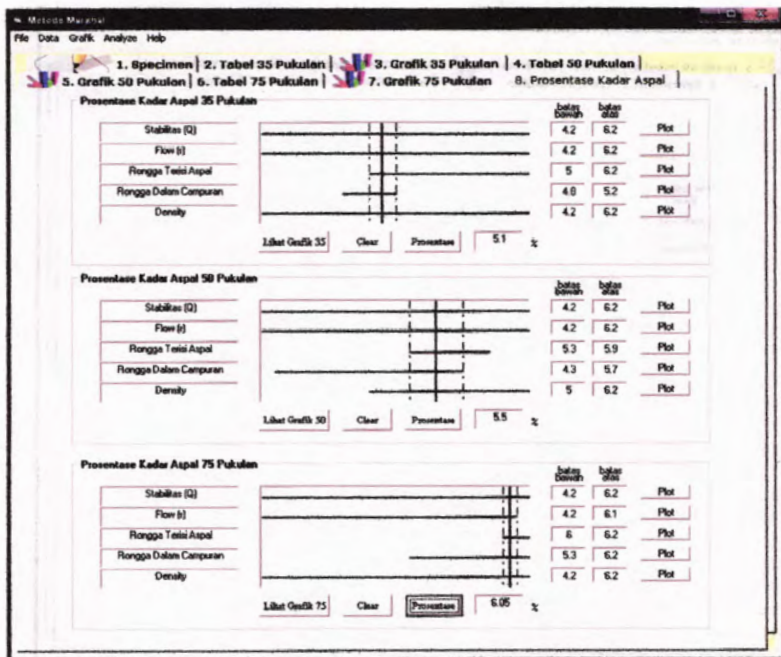 Metode Marshal
File Data Grafik Analyze Help
1. Specimen 2. Tabel 35 Pukulan 3. Grafik 35 Pukulan 4. Tabel 50 Pukulan
5. Grafik 50 Pukulan 6. Tabel 75 Pukulan 7. Grafik 75 Pukulan 8. Prosentase Kadar Aspal
Prosentase Kadar Aspal 35 Pukulan
batas bawah batas atas
Stabilitas (Q) 4.2 6.2 Plot
Flow (r) 4.2 6.2 Plot
Rongga Terisi Aspal 5 6.2 Plot
Rongga Dalam Campuran 4.8 5.2 Plot
Density 4.2 6.2 Plot
Lihat Grafik 35 Clear Prosentase 5.1 %
Prosentase Kadar Aspal 50 Pukulan
batas bawah batas atas
Stabilitas (Q) 4.2 6.2 Plot
Flow (r) 4.2 6.2 Plot
Rongga Terisi Aspal 5.3 5.9 Plot
Rongga Dalam Campuran 4.3 5.7 Plot
Density 5 6.2 Plot
Lihat Grafik 50 Clear Prosentase 5.5 %
Prosentase Kadar Aspal 75 Pukulan
batas bawah batas atas
Stabilitas (Q) 4.2 6.2 Plot
Flow (r) 4.2 6.1 Plot
Rongga Terisi Aspal 6 6.2 Plot
Rongga Dalam Campuran 5.3 6.2 Plot
Density 4.2 6.2 Plot
Lihat Grafik 75 Clear Prosentase 6.05 %